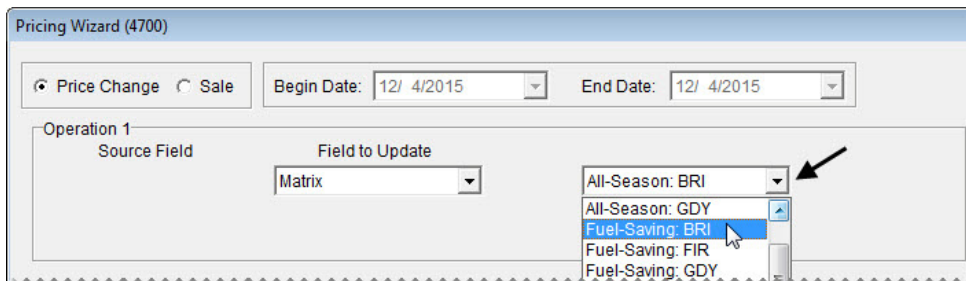 Pricing Wizard (4700)
Price Change Sale Begin Date: 12/ 4/2015 End Date: 12/ 4/2015
Operation 1
Source Field Field to Update
Matrix All-Season: BRI
All-Season: GDY
Fuel-Saving: BRI
Fuel-Saving: FIR
Fuel-Saving: GDY